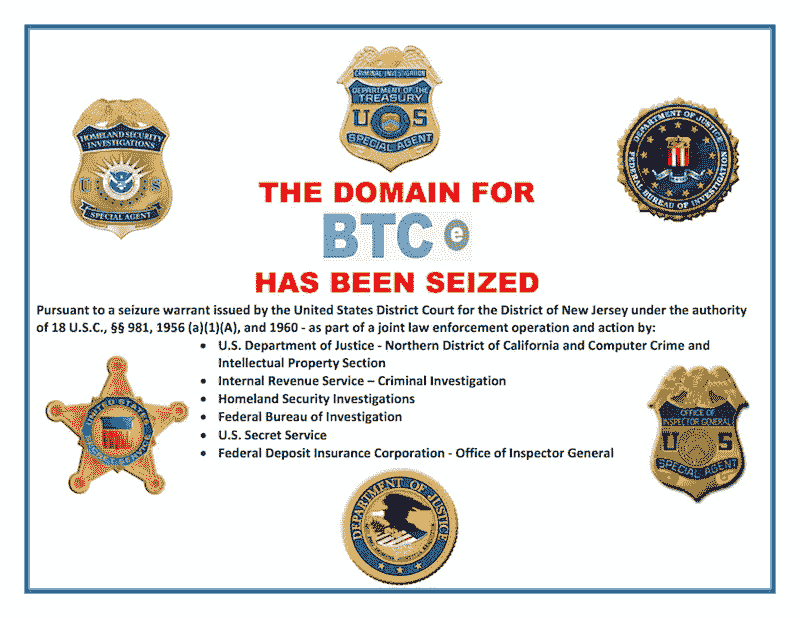 CRIMINAL INVESTIGATION
DEPARTMENT OF THE
TREASURY
U S
SPECIAL AGENT
HOMELAND SECURITY
INVESTIGATIONS
U S
SPECIAL AGENT
DEPARTMENT OF JUSTICE
FEDERAL BUREAU OF INVESTIGATION
THE DOMAIN FOR
BTC e
HAS BEEN SEIZED
Pursuant to a seizure warrant issued by the United States District Court for the District of New Jersey under the authority
of 18 U.S.C., §§ 981, 1956 (a)(1)(A), and 1960 - as part of a joint law enforcement operation and action by:
• U.S. Department of Justice - Northern District of California and Computer Crime and
Intellectual Property Section
• Internal Revenue Service – Criminal Investigation
• Homeland Security Investigations
• Federal Bureau of Investigation
• U.S. Secret Service
• Federal Deposit Insurance Corporation - Office of Inspector General
UNITED STATES
SECRET SERVICE
OFFICE OF
INSPECTOR GENERAL
U S
SPECIAL AGENT
DEPARTMENT OF JUSTICE